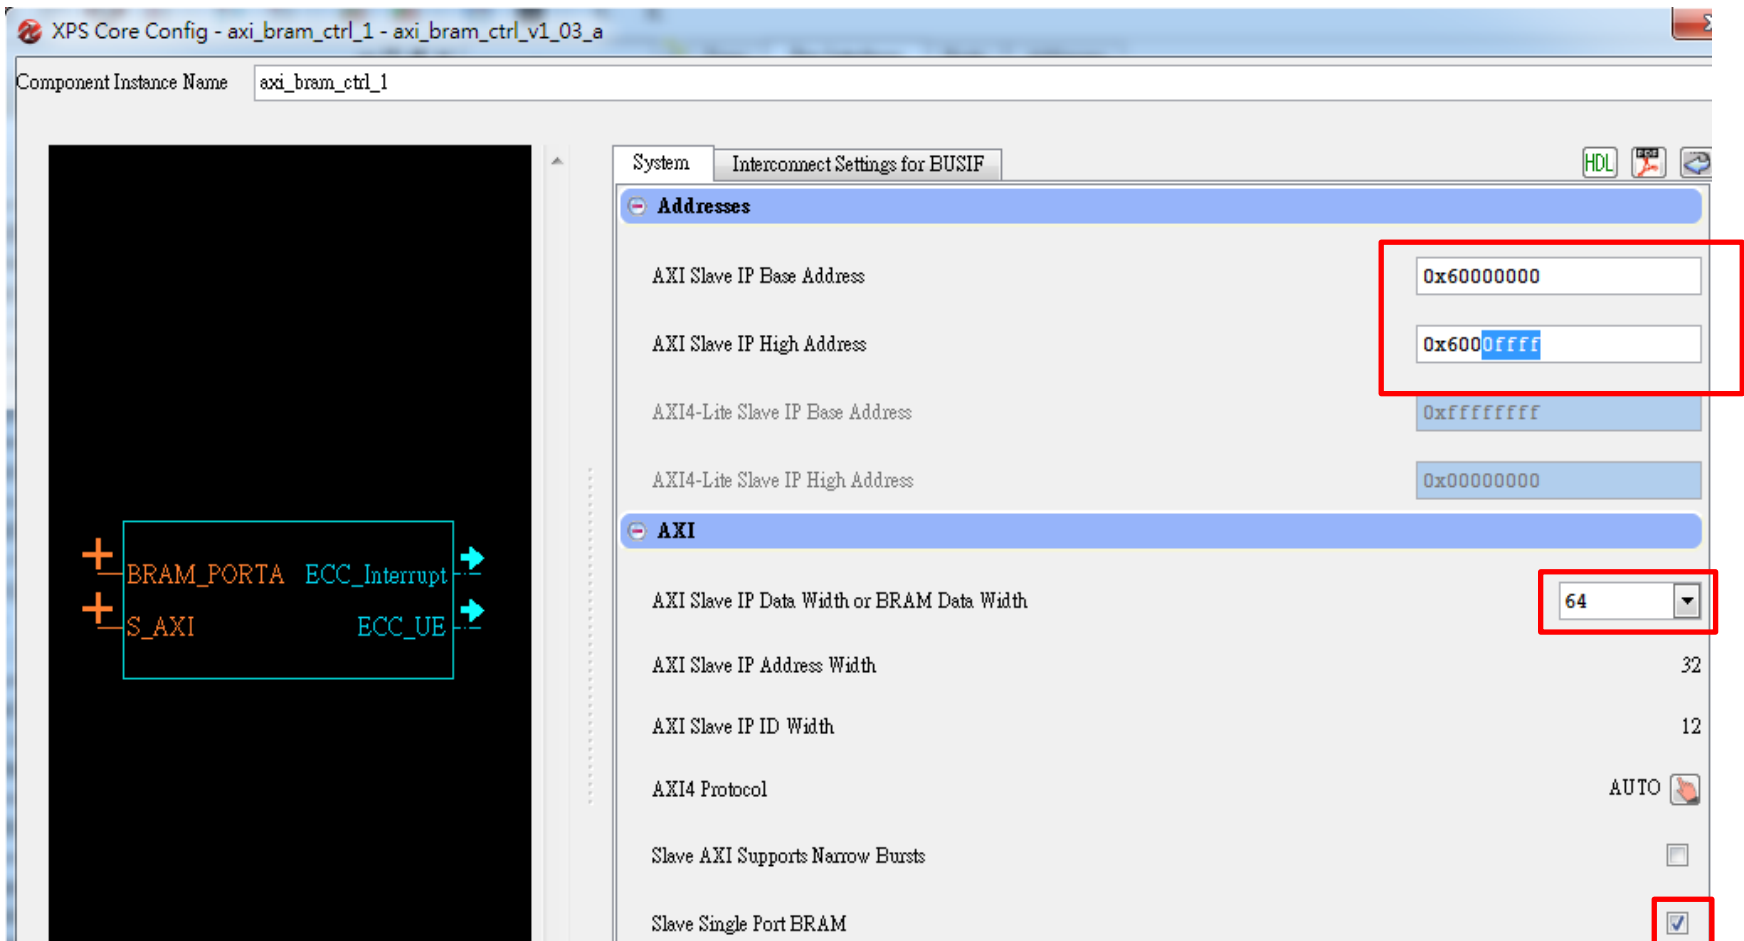 XPS Core Config - axi_bram_ctrl_1 - axi_bram_ctrl_v1_03_a
Component Instance Name axi_bram_ctrl_1
System Interconnect Settings for BUSIF HDL PDF
Addresses
AXI Slave IP Base Address 0x60000000
AXI Slave IP High Address 0x6000ffff
AXI4-Lite Slave IP Base Address 0xffffffff
AXI4-Lite Slave IP High Address 0x00000000
AXI
BRAM_PORTA ECC_Interrupt
S_AXI ECC_UE
AXI Slave IP Data Width or BRAM Data Width 64
AXI Slave IP Address Width 32
AXI Slave IP ID Width 12
AXI4 Protocol AUTO
Slave AXI Supports Narrow Bursts
Slave Single Port BRAM